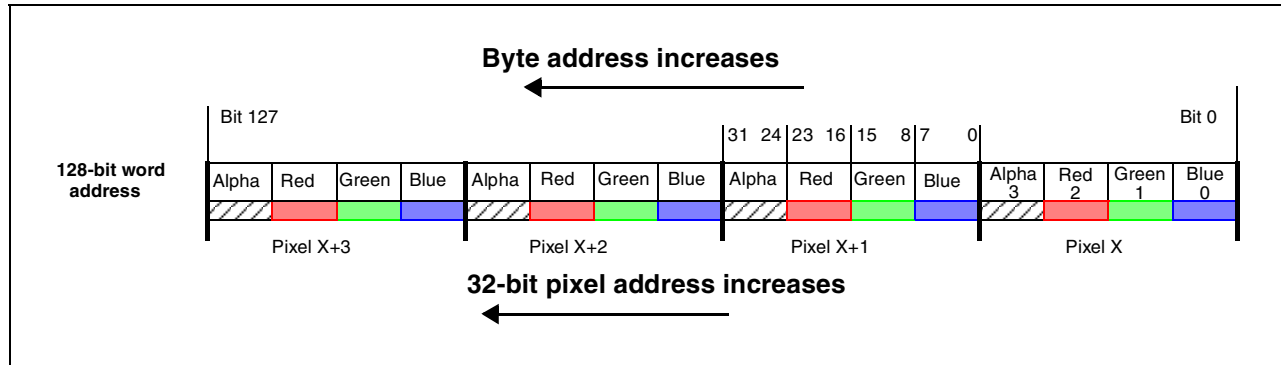 Byte address increases
Bit 127 Bit 0
31 24 23 16 15 8 7 0
128-bit word
address
Alpha Red Green Blue Alpha Red Green Blue Alpha Red Green Blue Alpha Red Green Blue
3 2 1 0
Pixel X+3 Pixel X+2 Pixel X+1 Pixel X
32-bit pixel address increases